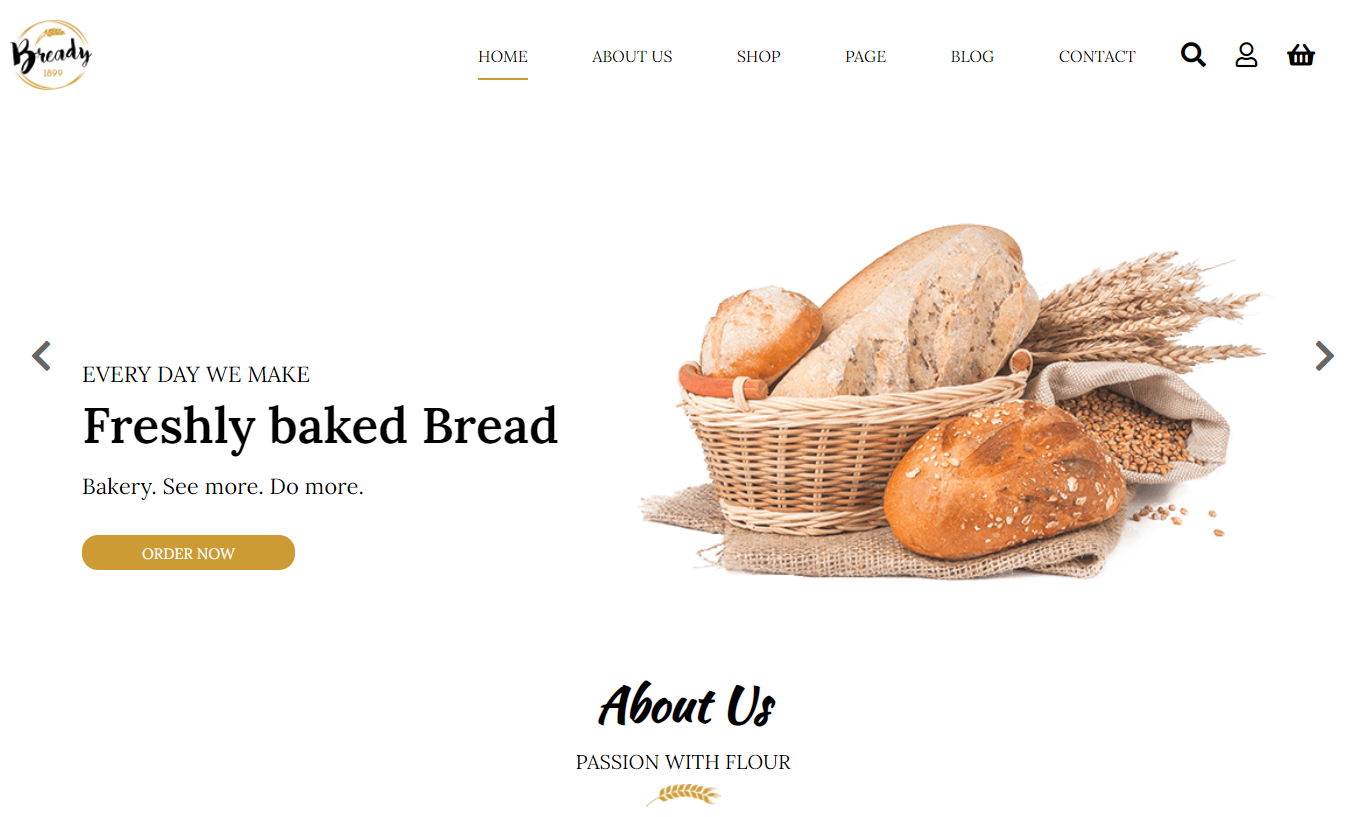 Bready
1899
HOME
ABOUT US
SHOP
PAGE
BLOG
CONTACT
EVERY DAY WE MAKE
Freshly baked Bread
Bakery. See more. Do more.
ORDER NOW
About Us
PASSION WITH FLOUR